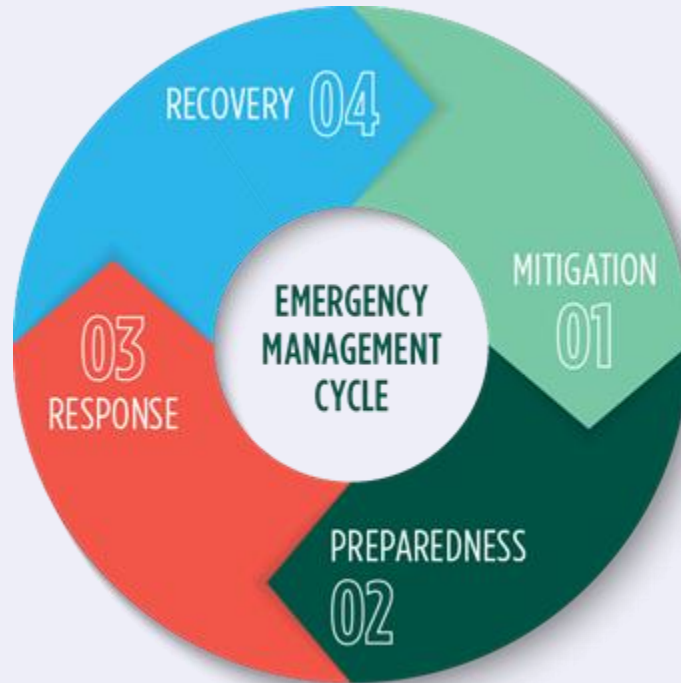 EMERGENCY
MANAGEMENT
CYCLE
MITIGATION
01
PREPAREDNESS
02
03
RESPONSE
RECOVERY 04